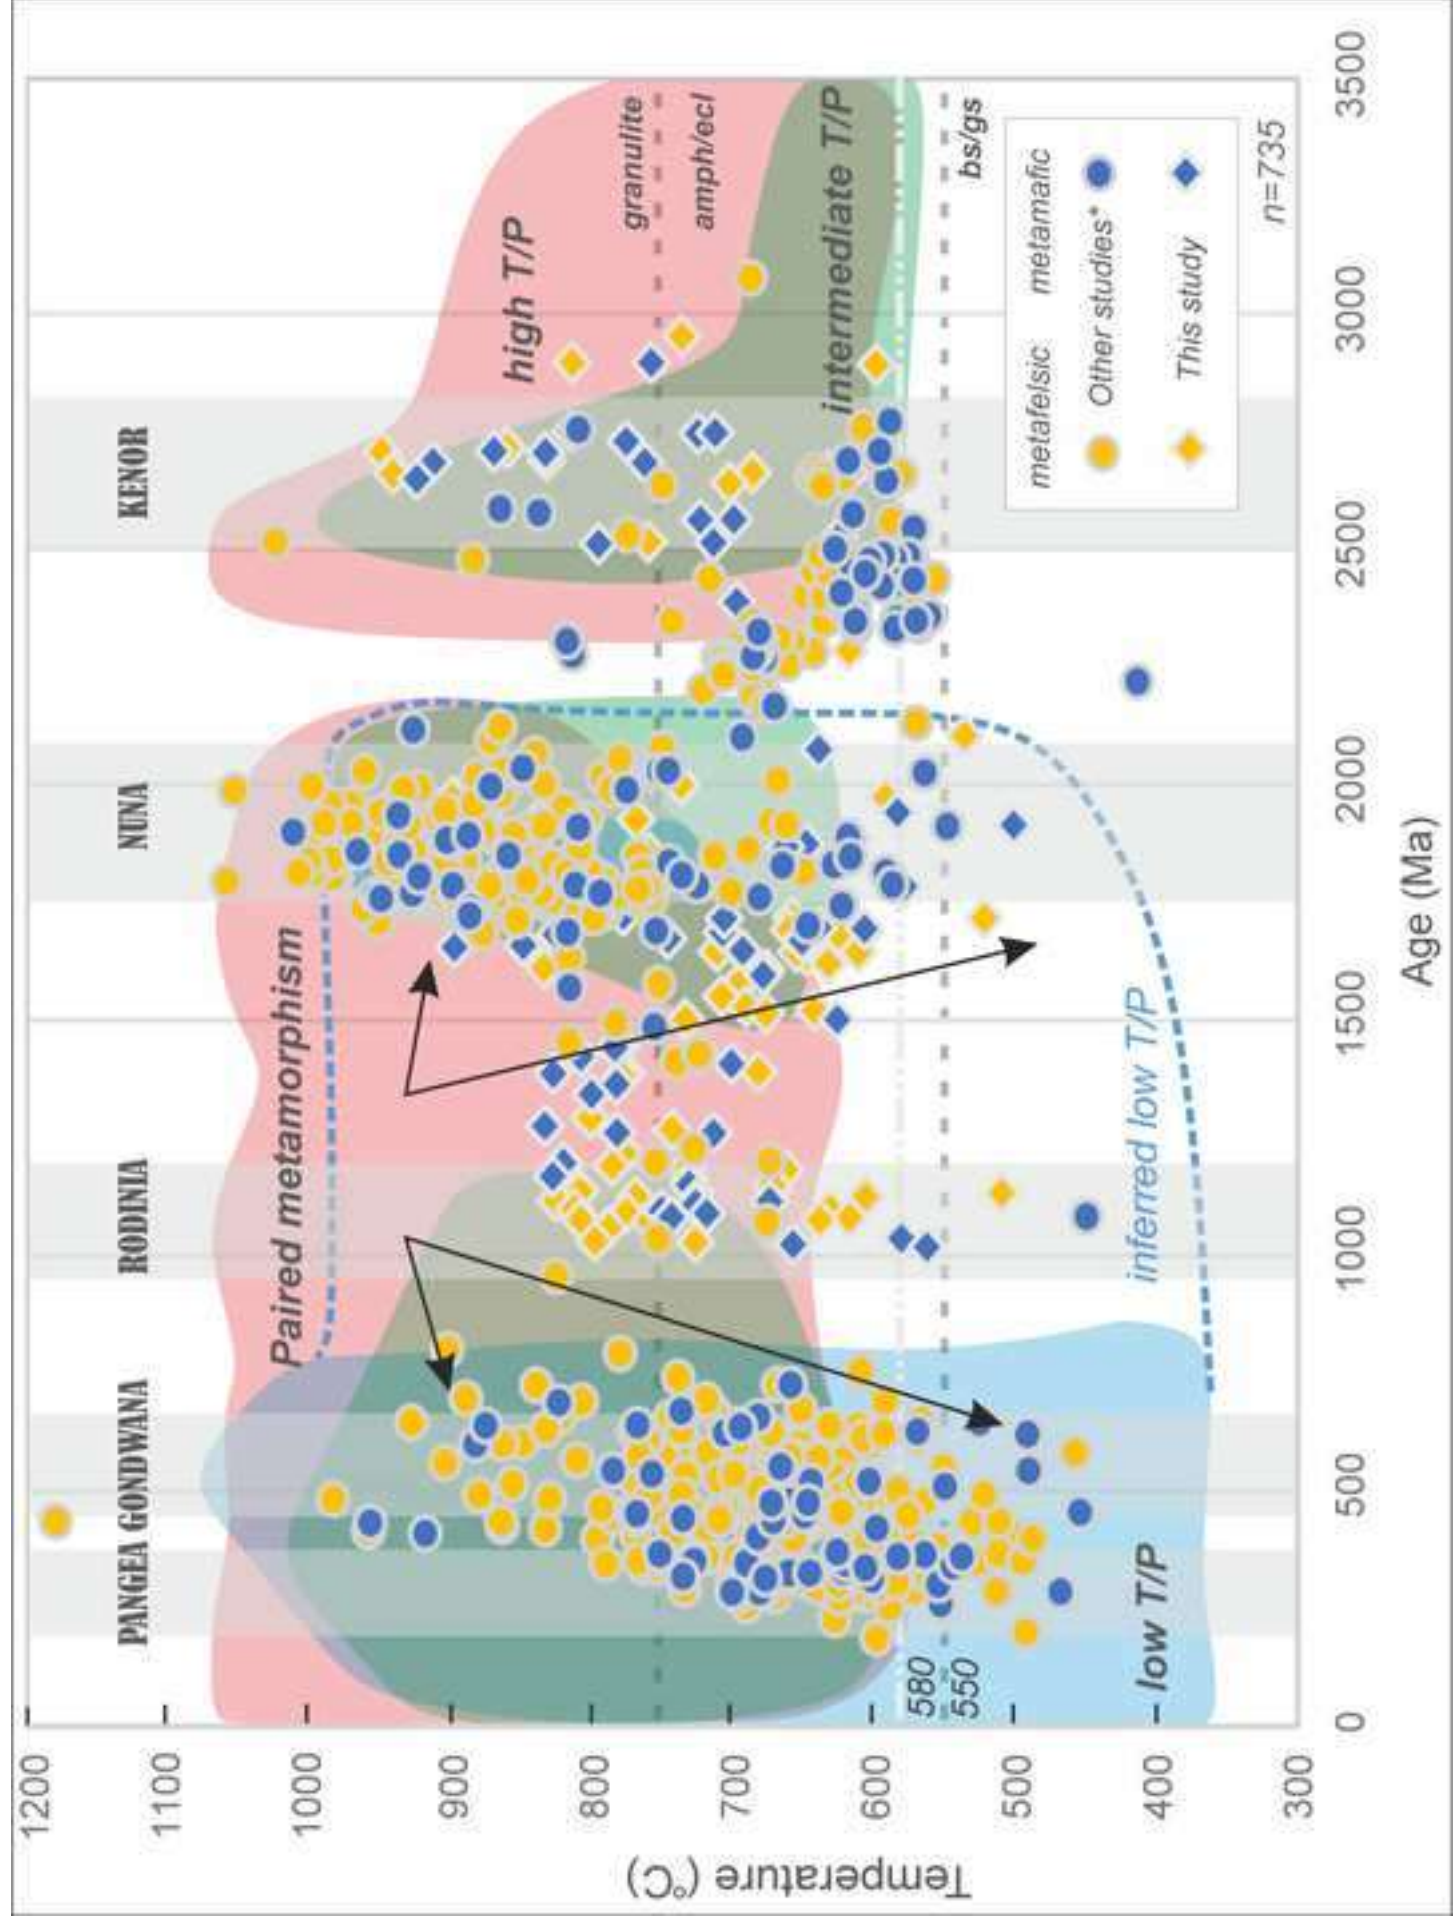 PANGEA GONDWANA
RODINIA
NUNA
KENOR
Paired metamorphism
high T/P
granulite
amph/ecl
intermediate T/P
bs/gs
580
550
inferred low T/P
low T/P
metafelsic metamafic
Other studies*
This study
n=735
1200
1100
1000
900
800
700
600
500
400
300
Temperature (°C)
0
500
1000
1500
2000
2500
3000
3500
Age (Ma)